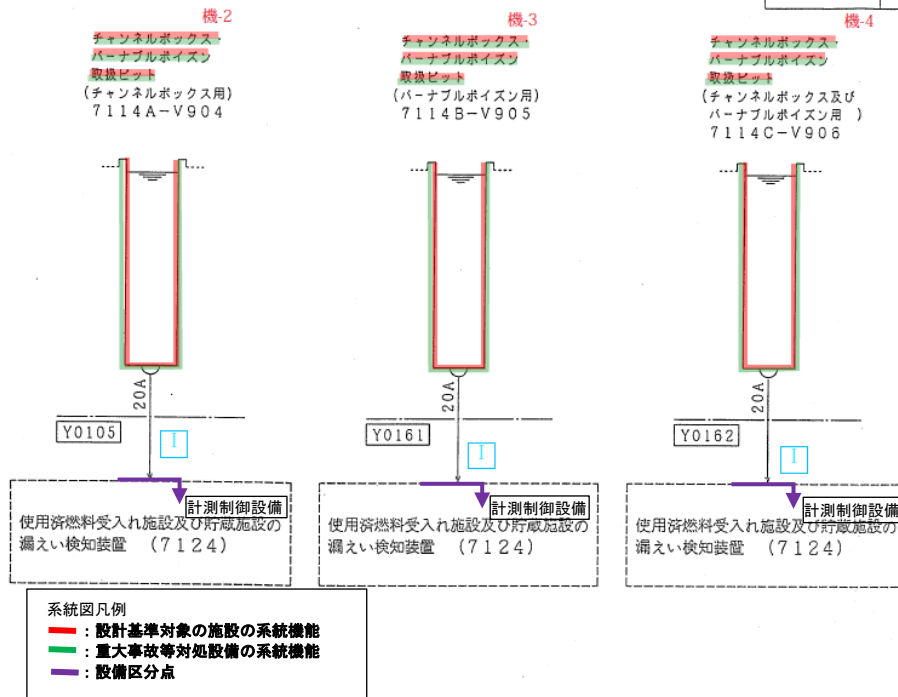 機-2
チャンネルボックス・
バーナブルポイズン
取扱ピット
(チャンネルボックス用)
7114A-V904
20A
Y0105
I
計測制御設備
使用済燃料受入れ施設及び貯蔵施設の
漏えい検知装置 (7124)
機-3
チャンネルボックス・
バーナブルポイズン
取扱ピット
(バーナブルポイズン用)
7114B-V905
20A
Y0161
I
計測制御設備
使用済燃料受入れ施設及び貯蔵施設の
漏えい検知装置 (7124)
機-4
チャンネルボックス・
バーナブルポイズン
取扱ピット
(チャンネルボックス及び
バーナブルポイズン用 )
7114C-V906
20A
Y0162
I
計測制御設備
使用済燃料受入れ施設及び貯蔵施設の
漏えい検知装置 (7124)
系統図凡例
:設計基準対象の施設の系統機能
:重大事故等対処設備の系統機能
:設備区分点